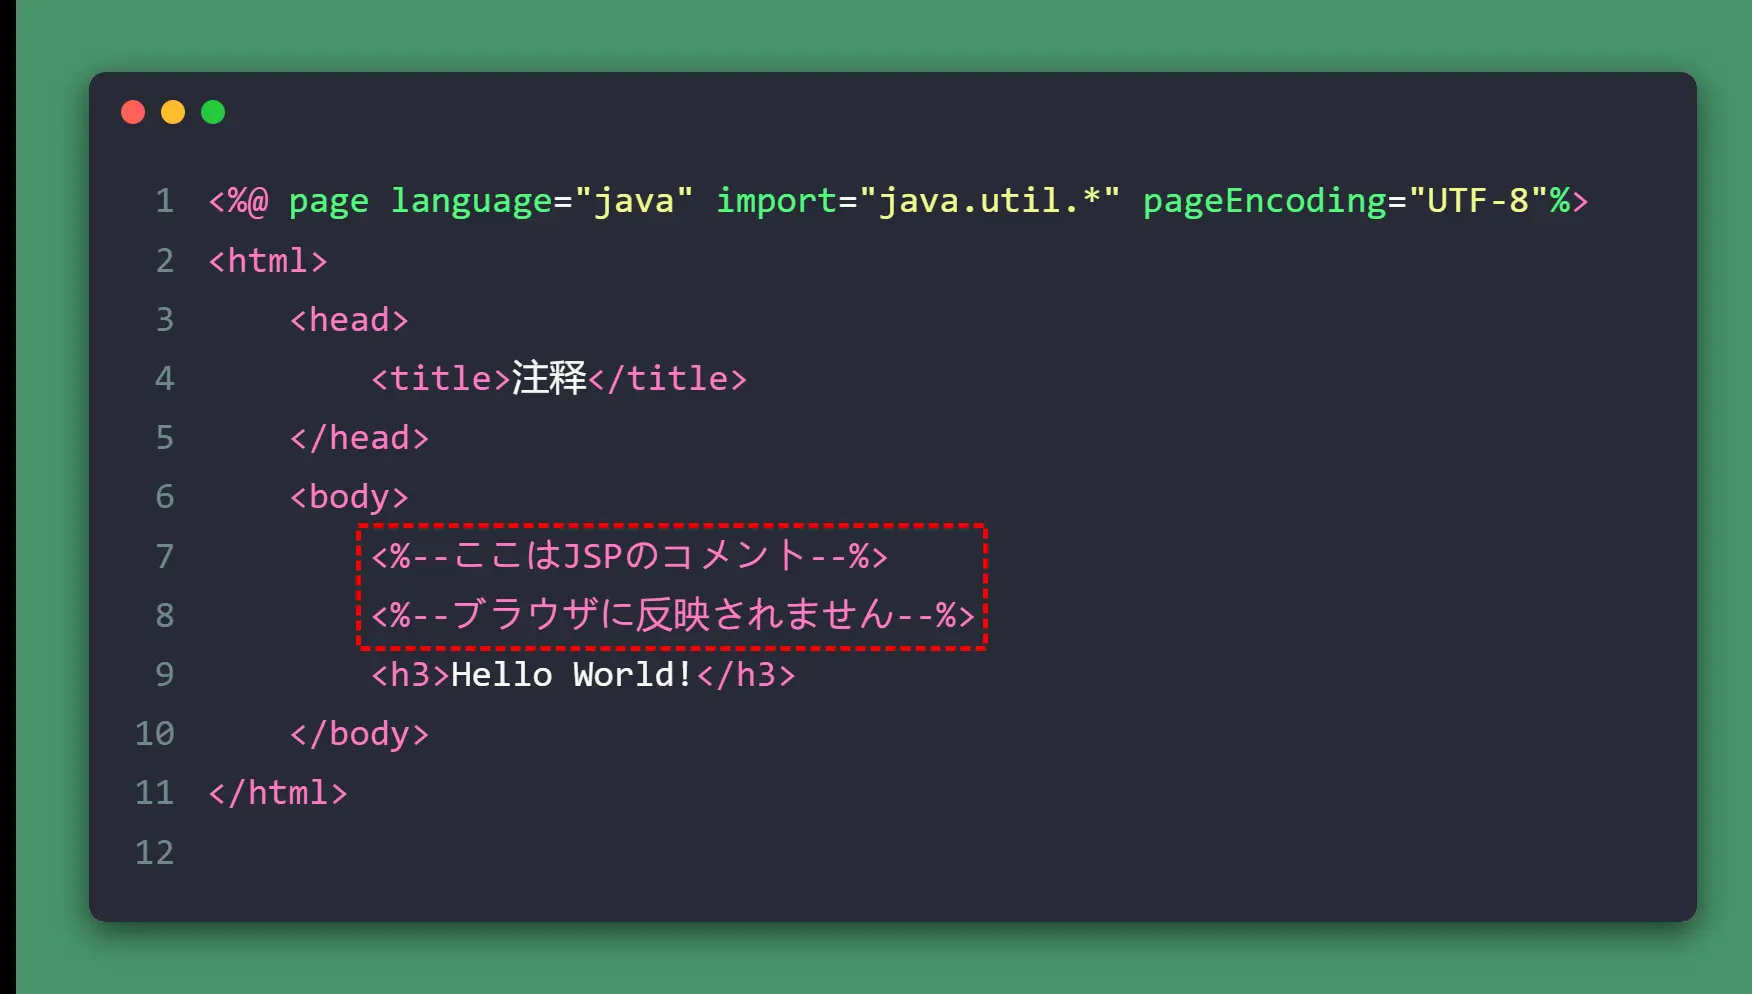 1 <%@ page language="java" import="java.util.*" pageEncoding="UTF-8"%>
2 <html>
3     <head>
4         <title>注释</title>
5     </head>
6     <body>
7         <%--ここはJSPのコメント--%>
8         <%--ブラウザに反映されません--%>
9         <h3>Hello World!</h3>
10     </body>
11 </html>
12